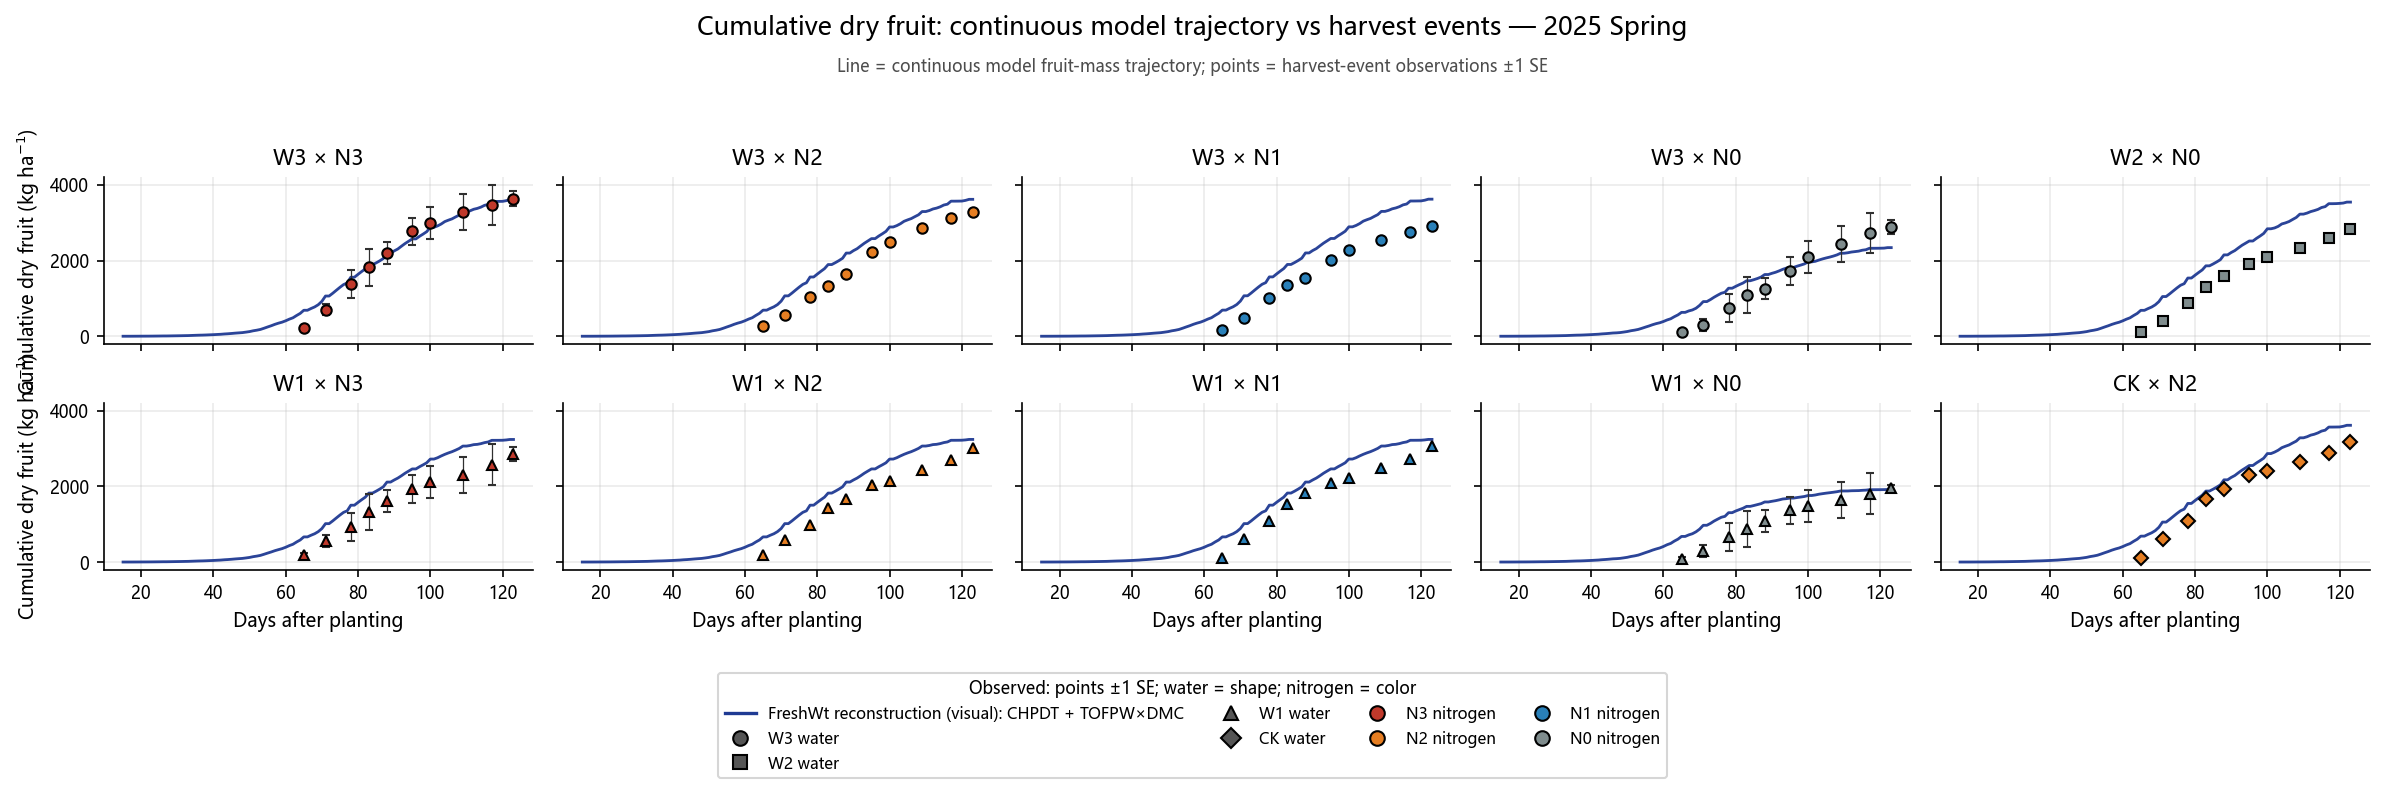 Cumulative dry fruit: continuous model trajectory vs harvest events — 2025 Spring
Line = continuous model fruit-mass trajectory; points = harvest-event observations ±1 SE
W3 × N3
W3 × N2
W3 × N1
W3 × N0
W2 × N0
Cumulative dry fruit (kg ha⁻¹)
4000
2000
0
W1 × N3
W1 × N2
W1 × N1
W1 × N0
CK × N2
Cumulative dry fruit (kg ha⁻¹)
4000
2000
0
20 40 60 80 100 120
20 40 60 80 100 120
20 40 60 80 100 120
20 40 60 80 100 120
20 40 60 80 100 120
Days after planting
Days after planting
Days after planting
Days after planting
Days after planting
Observed: points ±1 SE; water = shape; nitrogen = color
FreshWt reconstruction (visual): CHPDT + TOFPW×DMC
W3 water
W2 water
W1 water
CK water
N3 nitrogen
N2 nitrogen
N1 nitrogen
N0 nitrogen